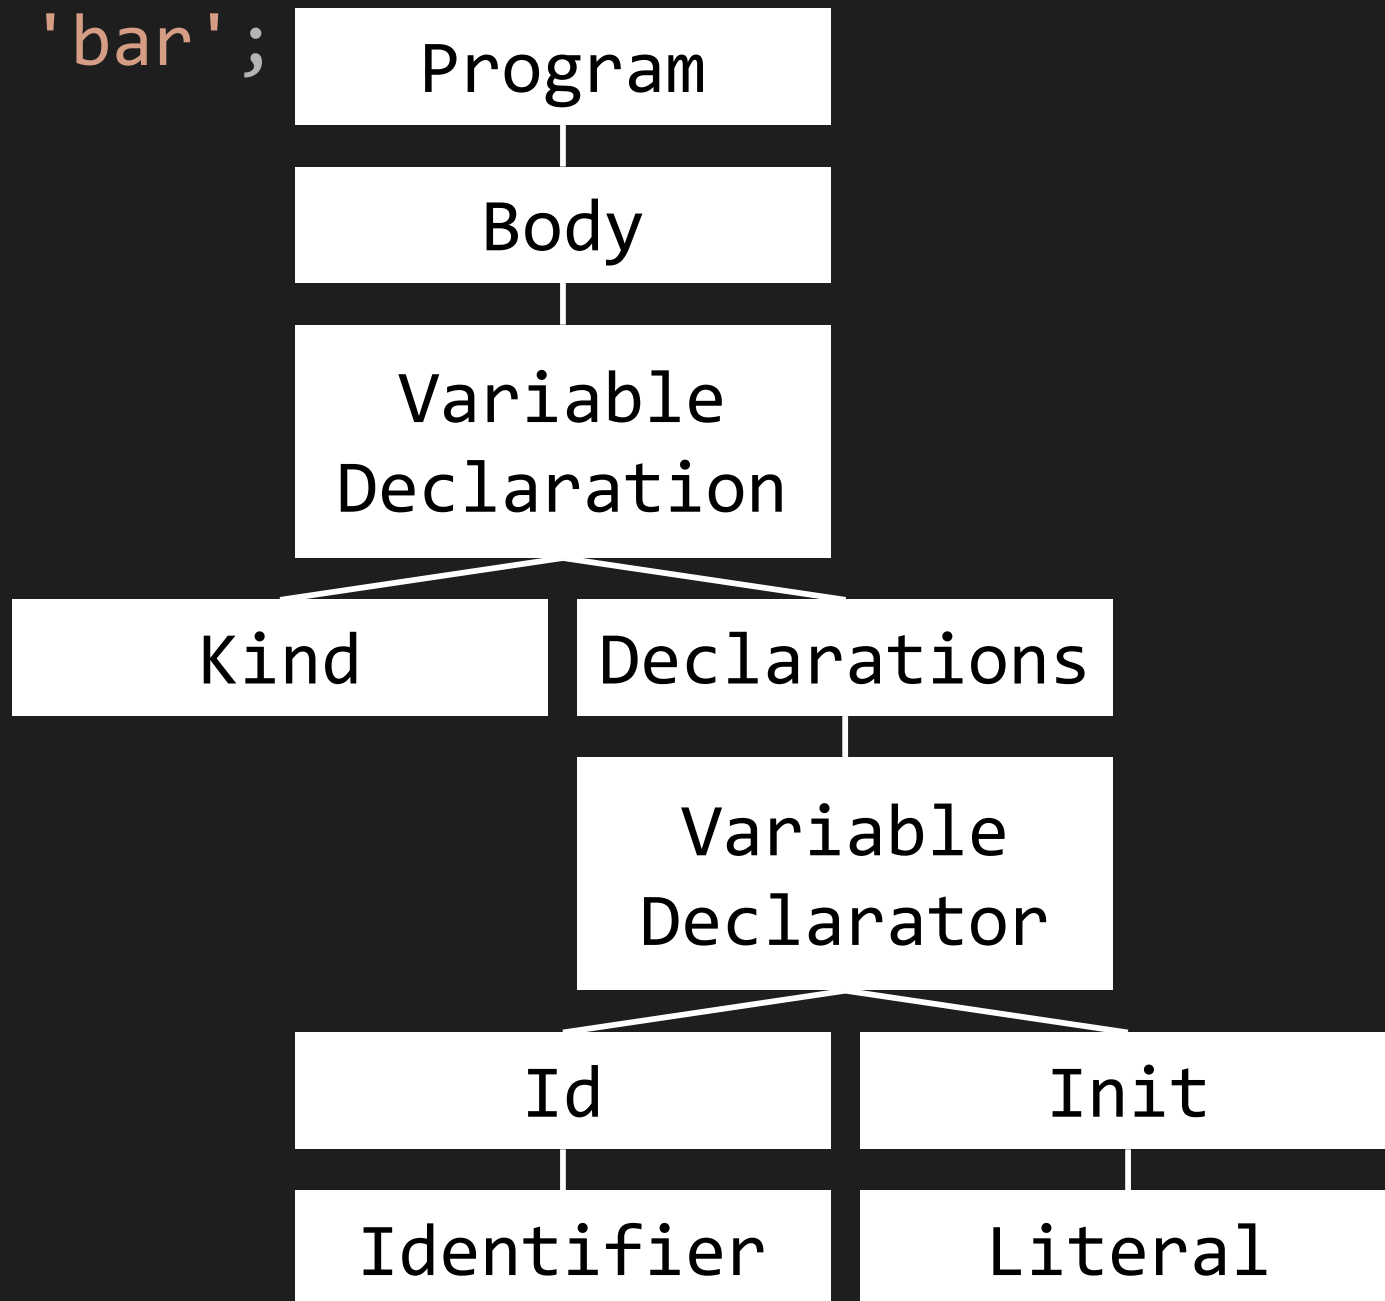 'bar';
Program
Body
Variable
Declaration
Kind
Declarations
Variable
Declarator
Id
Init
Identifier
Literal